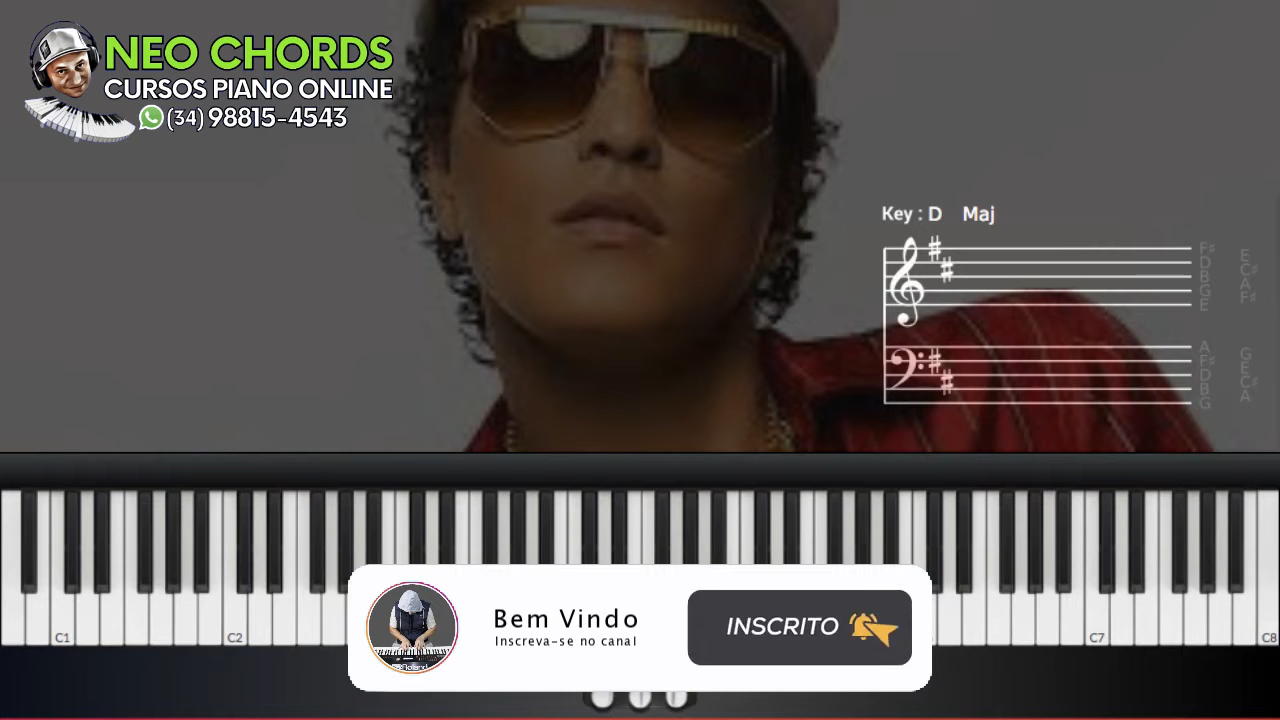 NEO CHORDS
CURSOS PIANO ONLINE
(34) 98815-4543
Key : D Maj
F♯
D
B
G
E
E
C♯
A
F♯
A
F♯
D
B
G
G
E
C♯
A
C1
C2
C7
C8
Bem Vindo
Inscreva-se no canal
INSCRITO
Roland